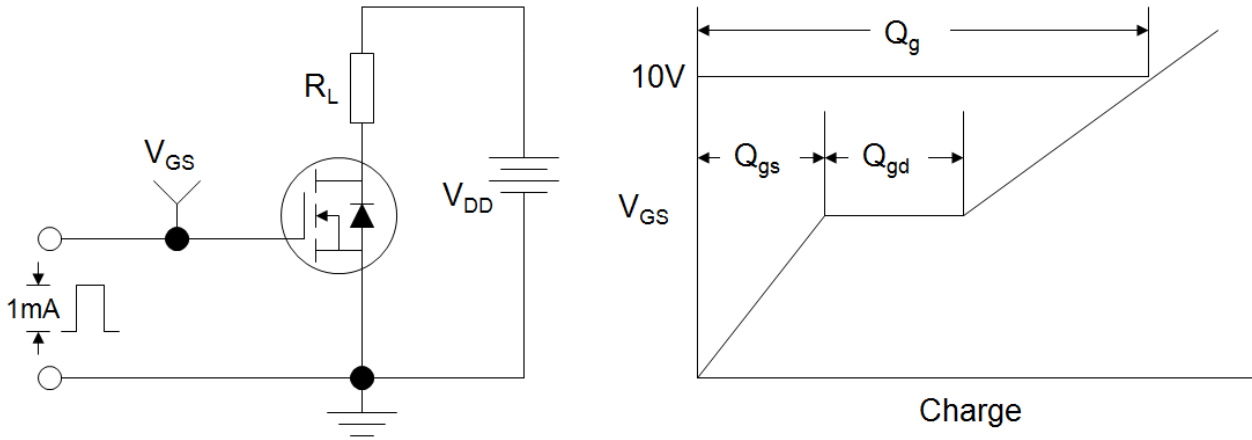 R_L
V_GS
V_DD
1mA
Q_g
10V
Q_gs
Q_gd
V_GS
Charge